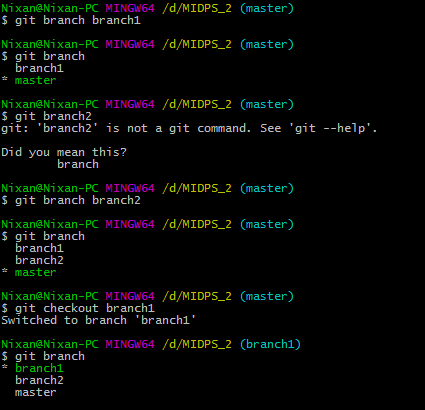 Nixan@Nixan-PC MINGW64 /d/MIDPS_2 (master)
$ git branch branch1
Nixan@Nixan-PC MINGW64 /d/MIDPS_2 (master)
$ git branch
  branch1
* master
Nixan@Nixan-PC MINGW64 /d/MIDPS_2 (master)
$ git branch2
git: 'branch2' is not a git command. See 'git --help'.
Did you mean this?
        branch
Nixan@Nixan-PC MINGW64 /d/MIDPS_2 (master)
$ git branch branch2
Nixan@Nixan-PC MINGW64 /d/MIDPS_2 (master)
$ git branch
  branch1
  branch2
* master
Nixan@Nixan-PC MINGW64 /d/MIDPS_2 (master)
$ git checkout branch1
Switched to branch 'branch1'
Nixan@Nixan-PC MINGW64 /d/MIDPS_2 (branch1)
$ git branch
* branch1
  branch2
  master